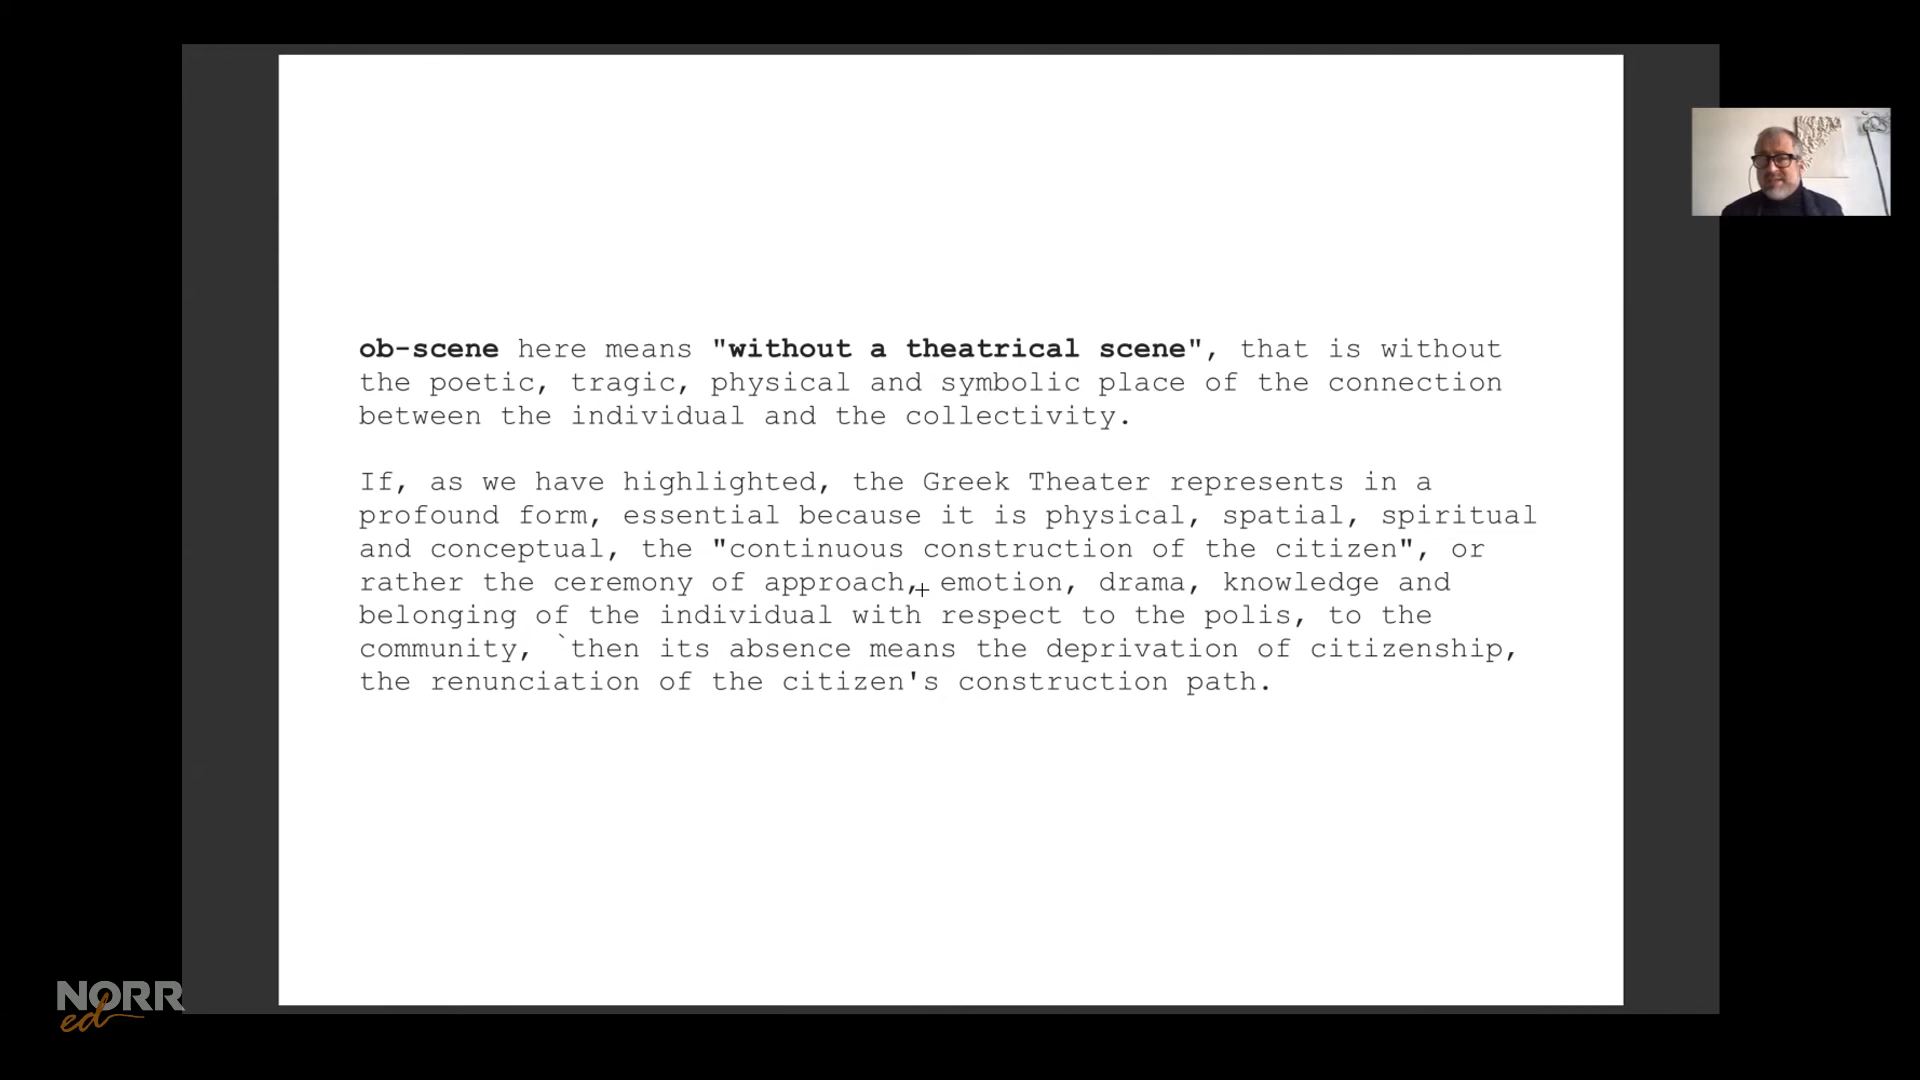 ob-scene here means "without a theatrical scene", that is without
the poetic, tragic, physical and symbolic place of the connection
between the individual and the collectivity.
If, as we have highlighted, the Greek Theater represents in a
profound form, essential because it is physical, spatial, spiritual
and conceptual, the "continuous construction of the citizen", or
rather the ceremony of approach, emotion, drama, knowledge and
belonging of the individual with respect to the polis, to the
community, `then its absence means the deprivation of citizenship,
the renunciation of the citizen's construction path.
NORR
ed